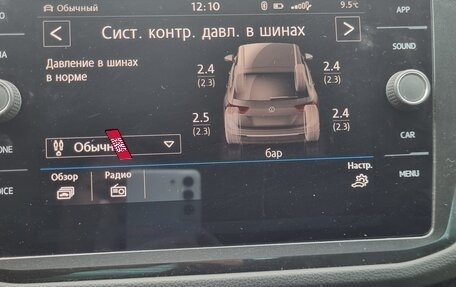 Обычный 12:10 9.5°C
APP
Сист. контр. давл. в шинах
SOUND
Давление в шинах
в норме
2.4
(2.3)
2.4
(2.3)
2.5
(2.3)
2.4
(2.3)
бар
CAR
Обзор Радио Настр.
MENU